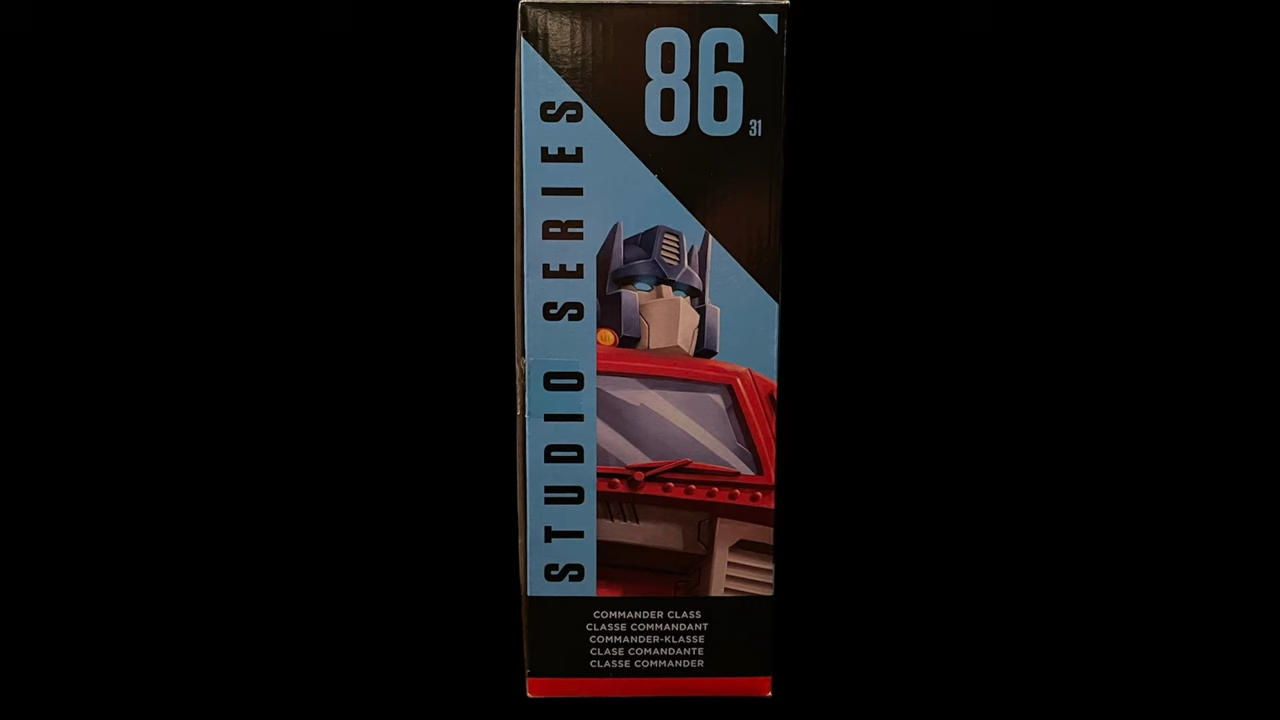 86
31
STUDIO SERIES
COMMANDER CLASS
CLASSE COMMANDANT
COMMANDER-KLASSE
CLASE COMANDANTE
CLASSE COMMANDER